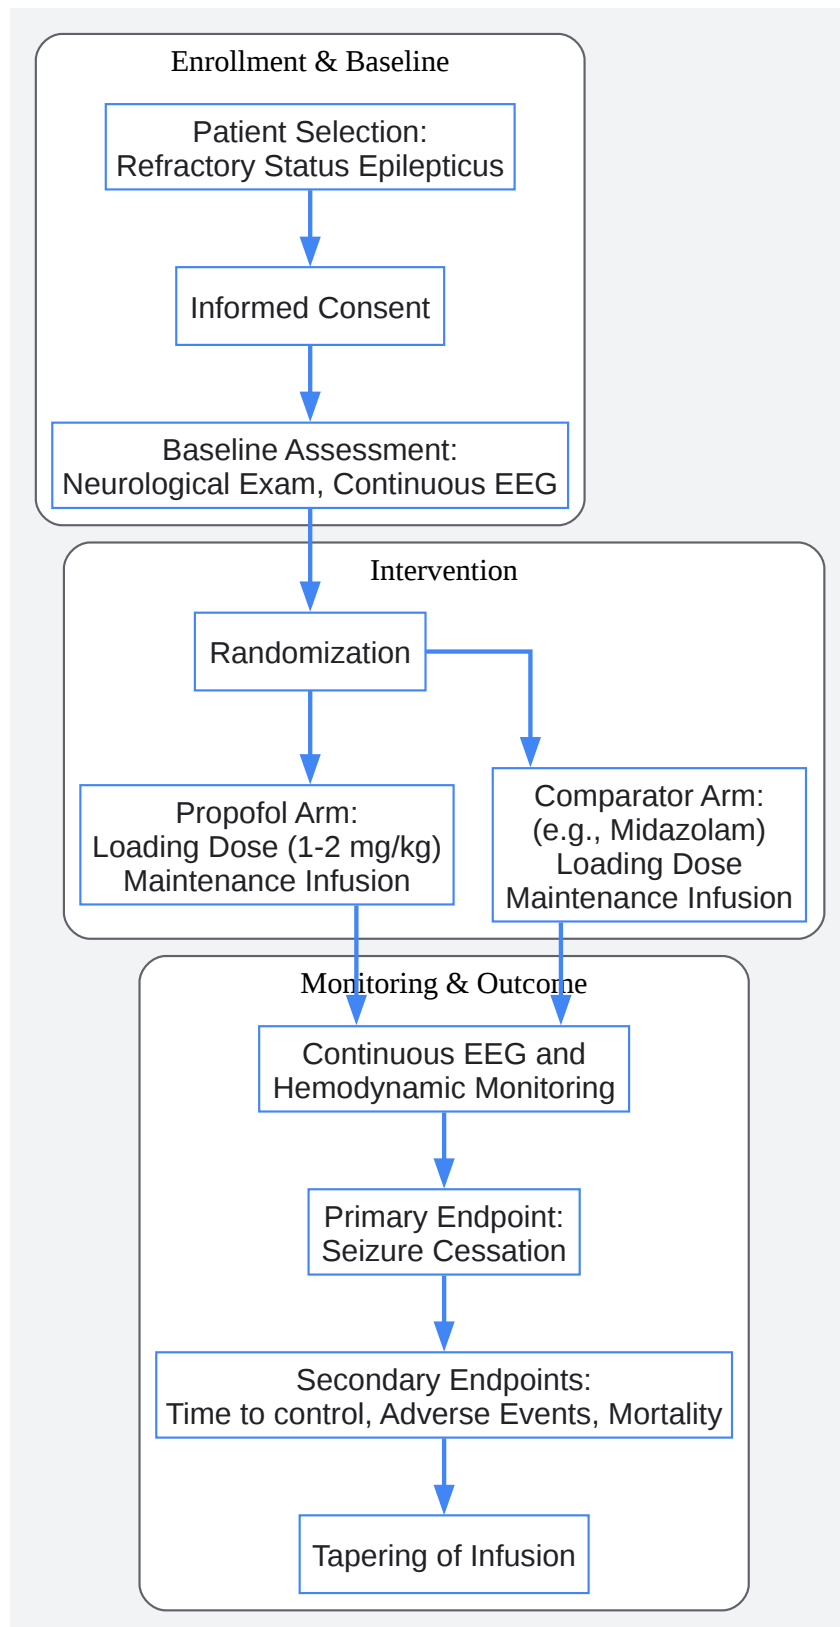 Enrollment & Baseline
Patient Selection:
Refractory Status Epilepticus
Informed Consent
Baseline Assessment:
Neurological Exam, Continuous EEG
Intervention
Randomization
Propofol Arm:
Loading Dose (1-2 mg/kg)
Maintenance Infusion
Comparator Arm:
(e.g., Midazolam)
Loading Dose
Maintenance Infusion
Monitoring & Outcome
Continuous EEG and
Hemodynamic Monitoring
Primary Endpoint:
Seizure Cessation
Secondary Endpoints:
Time to control, Adverse Events, Mortality
Tapering of Infusion